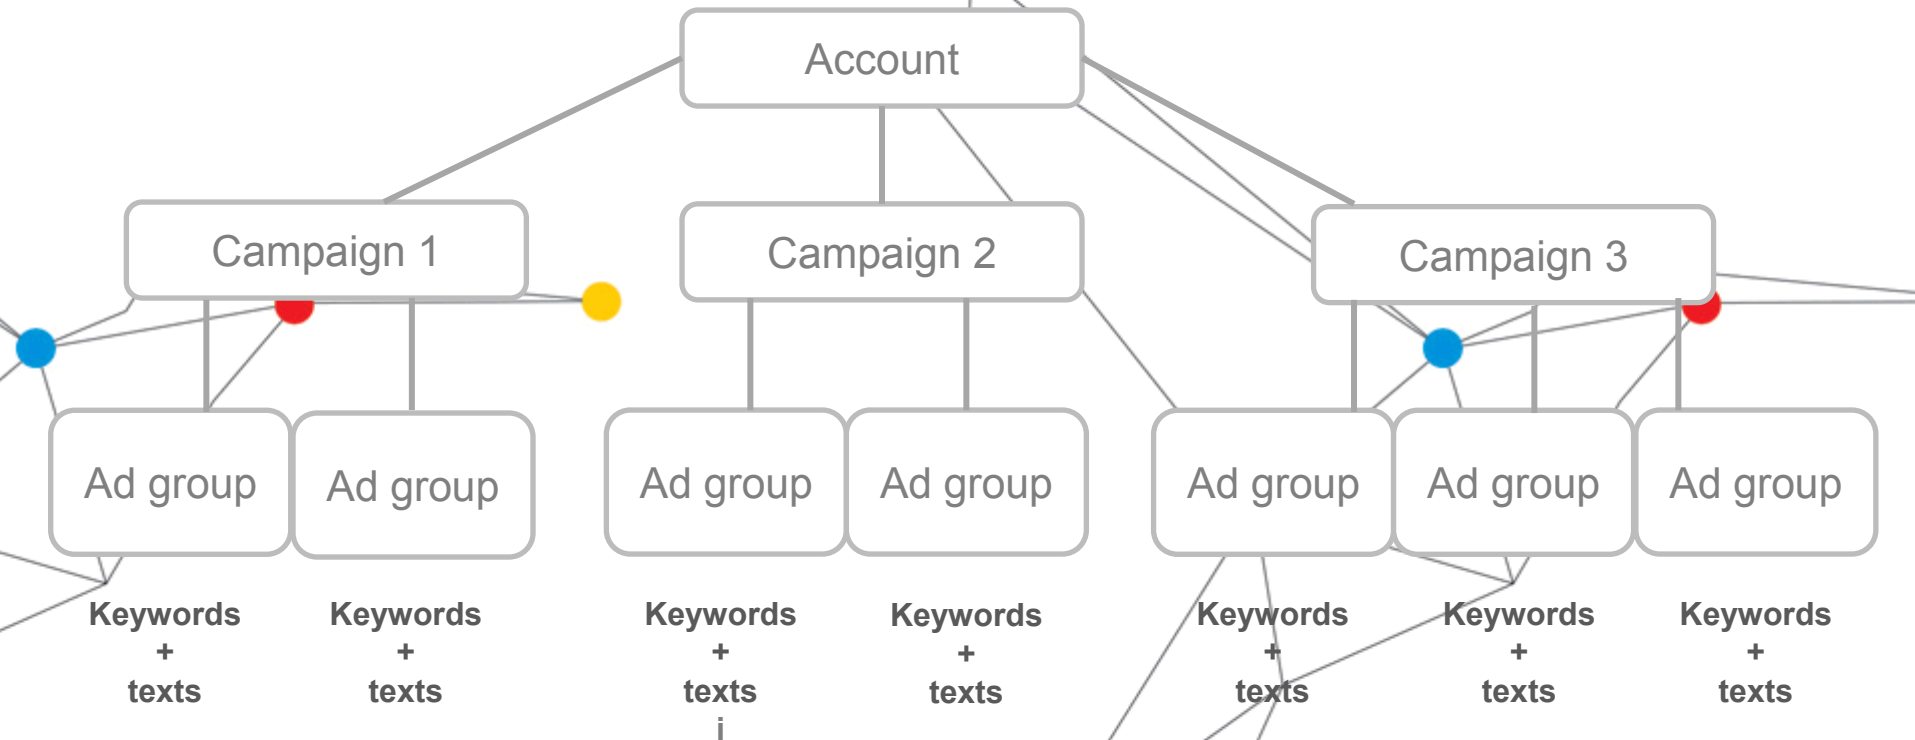 Account
Campaign 1
Campaign 2
Campaign 3
Ad group
Ad group
Ad group
Ad group
Ad group
Ad group
Ad group
Keywords
+
texts
Keywords
+
texts
Keywords
+
texts
i
Keywords
+
texts
Keywords
+
texts
Keywords
+
texts
Keywords
+
texts